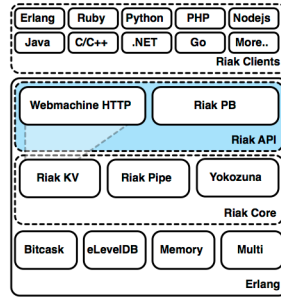 Erlang Ruby Python PHP Nodejs
Java C/C++ .NET Go More..
Riak Clients
Webmachine HTTP Riak PB
Riak API
Riak KV Riak Pipe Yokozuna
Riak Core
Bitcask eLevelDB Memory Multi
Erlang